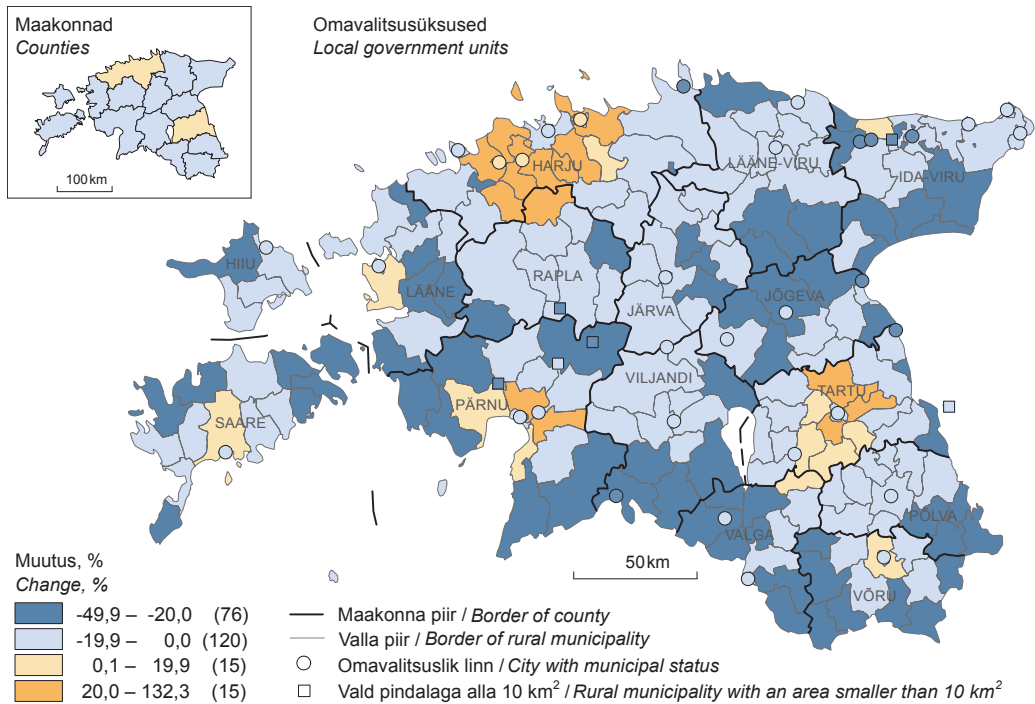 Maakonnad
Counties
100 km
Omavalitsusüksused
Local government units
HARJU
LÄÄNE-VIRU
IDA-VIRU
HIIU
LÄÄNE
RAPLA
JÄRVA
JÕGEVA
SAARE
PÄRNU
VILJANDI
TARTU
VALGA
PÕLVA
VÕRU
50 km
Muutus, %
Change, %
-49,9 – -20,0 (76)
-19,9 – 0,0 (120)
0,1 – 19,9 (15)
20,0 – 132,3 (15)
Maakonna piir / Border of county
Valla piir / Border of rural municipality
Omavalitsuslik linn / City with municipal status
Vald pindalaga alla 10 km² / Rural municipality with an area smaller than 10 km²